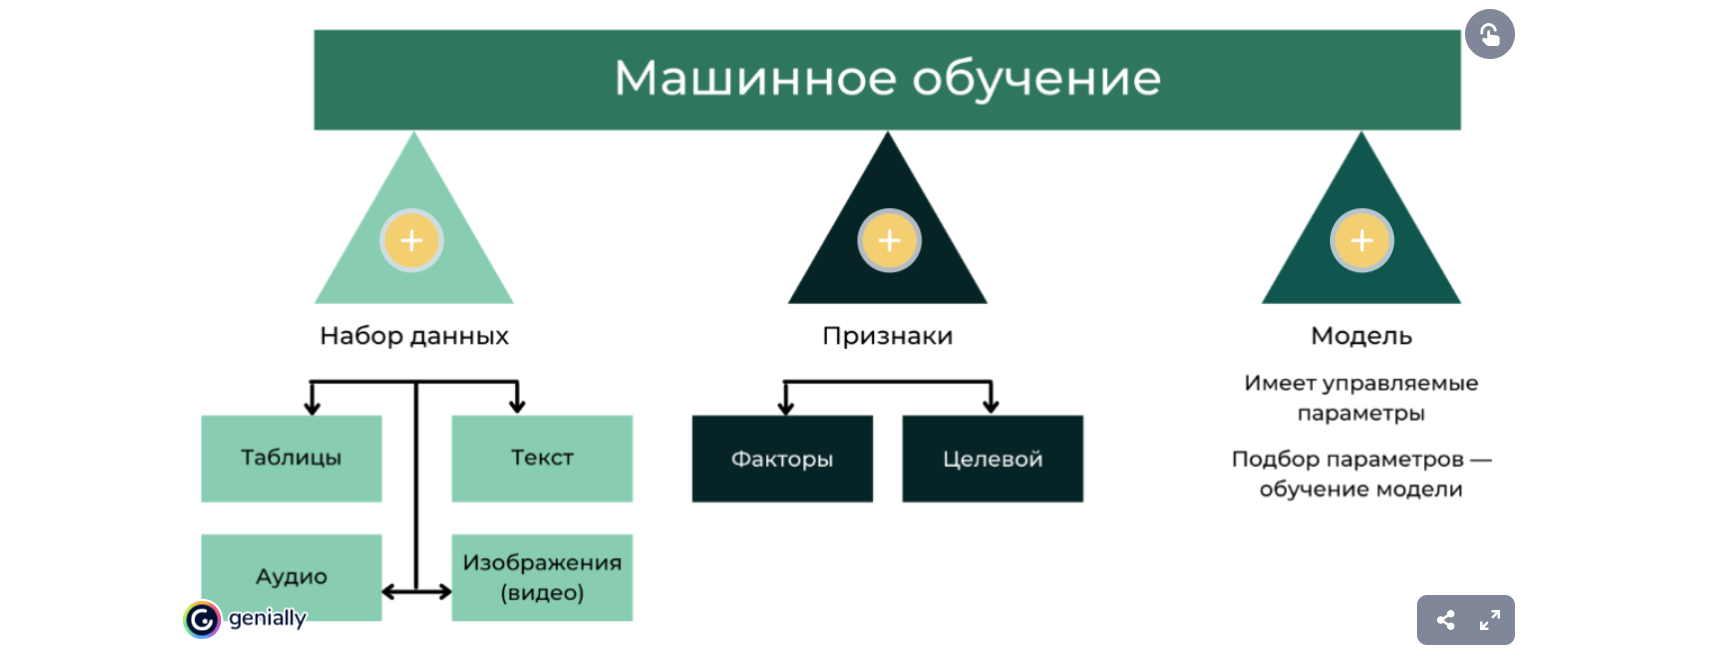 Машинное обучение
Набор данных
Таблицы
Текст
Аудио
Изображения
(видео)
Признаки
Факторы
Целевой
Модель
Имеет управляемые
параметры
Подбор параметров —
обучение модели
genially